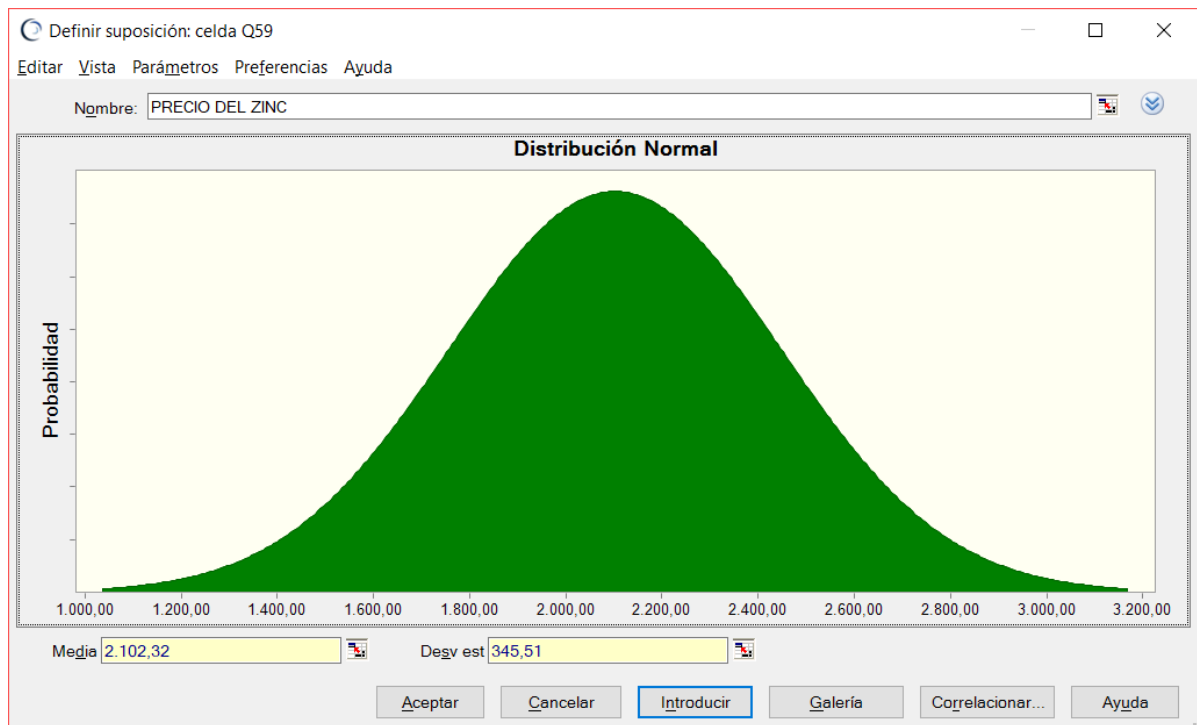 Definir suposición: celda Q59
Editar Vista Parámetros Preferencias Ayuda
Nombre: PRECIO DEL ZINC
Distribución Normal
Probabilidad
1.000,00 1.200,00 1.400,00 1.600,00 1.800,00 2.000,00 2.200,00 2.400,00 2.600,00 2.800,00 3.000,00 3.200,00
Media 2.102,32 Desv est 345,51
Aceptar Cancelar Introducir Galería Correlacionar... Ayuda